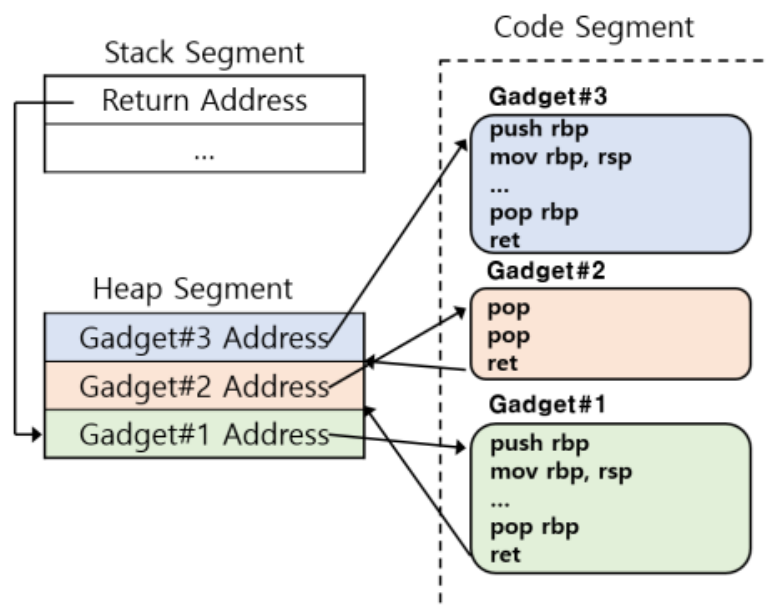 Code Segment
Stack Segment
Return Address
...
Gadget#3
push rbp
mov rbp, rsp
...
pop rbp
ret
Heap Segment
Gadget#3 Address
Gadget#2 Address
Gadget#1 Address
Gadget#2
pop
pop
ret
Gadget#1
push rbp
mov rbp, rsp
...
pop rbp
ret